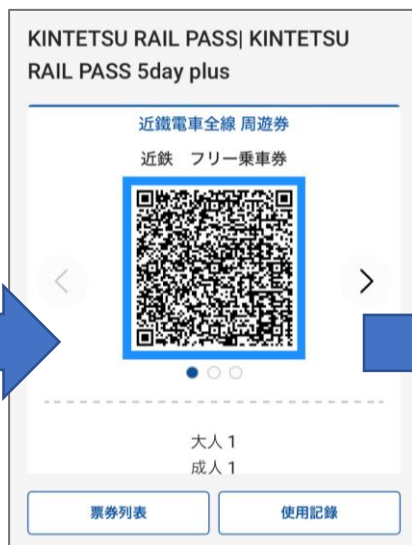 KINTETSU RAIL PASS| KINTETSU
RAIL PASS 5day plus
近鐵電車全線 周遊券
近鉄 フリー乗車券
大人 1
成人 1
票券列表
使用記錄